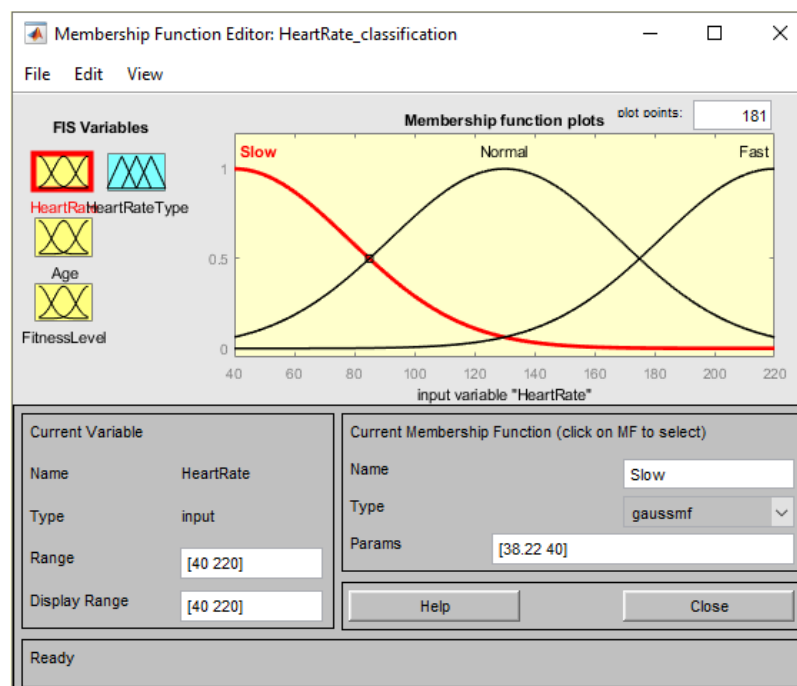 Membership Function Editor: HeartRate_classification
File Edit View
FIS Variables
Membership function plots
plot points:
181
HeartRate
HeartRateType
Age
FitnessLevel
Slow
Normal
Fast
1
0.5
0
40 60 80 100 120 140 160 180 200 220
input variable "HeartRate"
Current Variable
Name HeartRate
Type input
Range [40 220]
Display Range [40 220]
Current Membership Function (click on MF to select)
Name Slow
Type gaussmf
Params [38.22 40]
Help Close
Ready